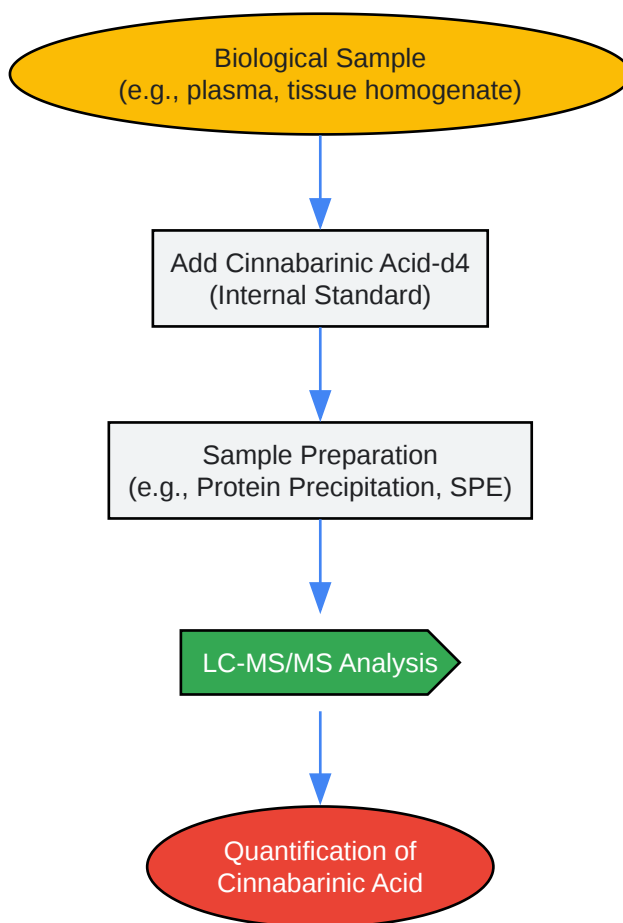 Biological Sample
(e.g., plasma, tissue homogenate)
Add Cinnabarinic Acid-d4
(Internal Standard)
Sample Preparation
(e.g., Protein Precipitation, SPE)
LC-MS/MS Analysis
Quantification of
Cinnabarinic Acid